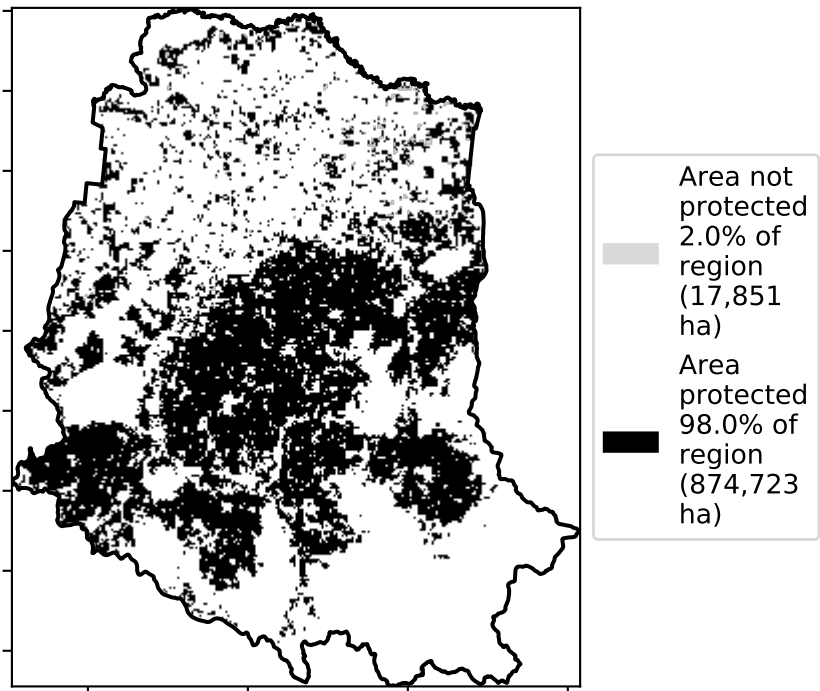 Area not
protected
2.0% of
region
(17,851
ha)
Area
protected
98.0% of
region
(874,723
ha)